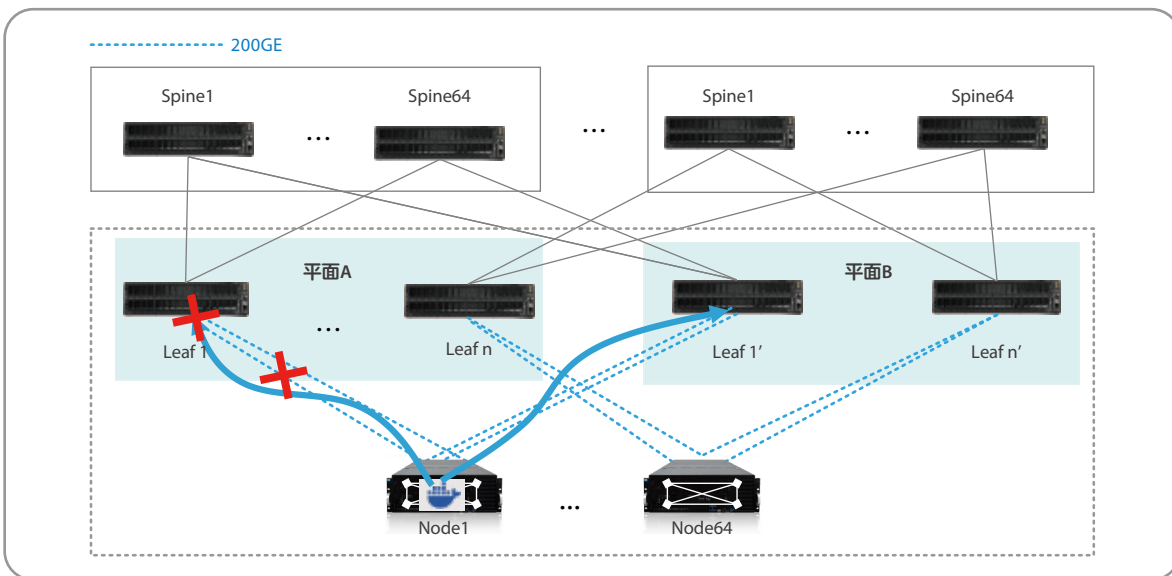 200GE
Spine1
Spine64
Spine1
Spine64
...
...
...
平面A
平面B
...
Leaf 1
Leaf n
Leaf 1′
Leaf n′
...
Node1
Node64